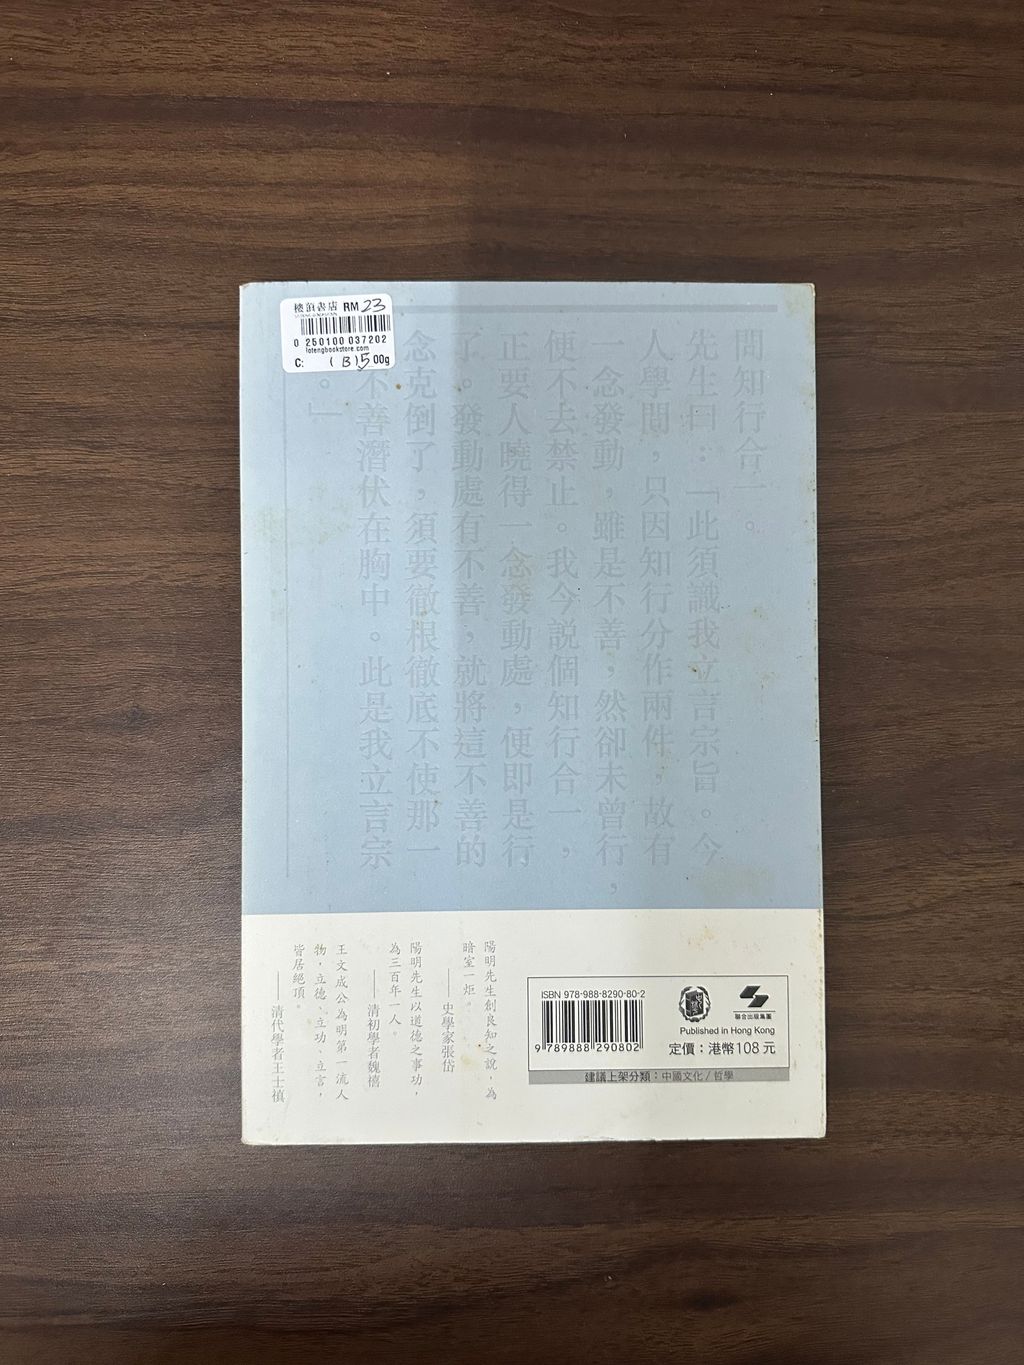 樓頂書店 RM 23
0 250100 037202
lotengbookstore.com
C: (B)5 00g
問知行合一。
先生曰：「此須識我立言宗旨。今
人學問，只因知行分作兩件，故有
一念發動，雖是不善，然卻未曾行，
便不去禁止。我今説個知行合一，
正要人曉得一念發動處，便即是行
了。發動處有不善，就將這不善的
念克倒了，須要徹根徹底不使那一
不善潛伏在胸中。此是我立言宗
。」
陽明先生創良知之說，為
暗室一炬。
——史學家張岱
陽明先生以道德之事功，
為三百年一人。
——清初學者魏禧
王文成公為明第一流人
物，立德、立功、立言，
皆居絕頂。
——清代學者王士禛
ISBN 978-988-8290-80-2
9 789888 290802
聯合出版集團
Published in Hong Kong
定價：港幣108元
建議上架分類：中國文化 / 哲學